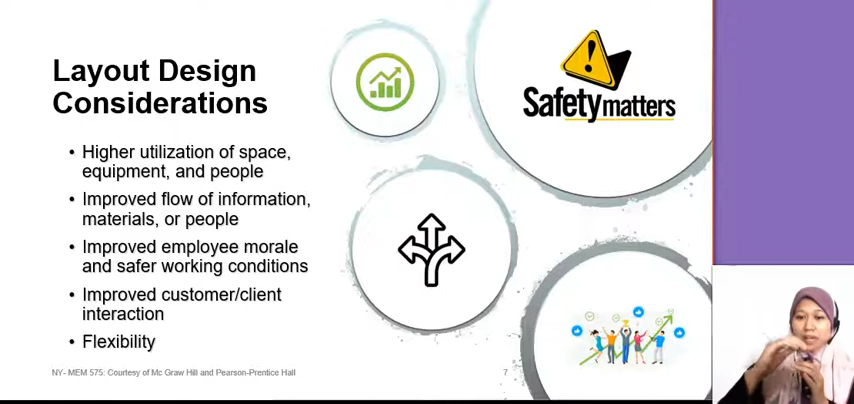 Layout Design
Considerations
• Higher utilization of space,
equipment, and people
• Improved flow of information,
materials, or people
• Improved employee morale
and safer working conditions
• Improved customer/client
interaction
• Flexibility
Safety matters
NY- MEM 575: Courtesy of Mc Graw Hill and Pearson-Prentice Hall
7